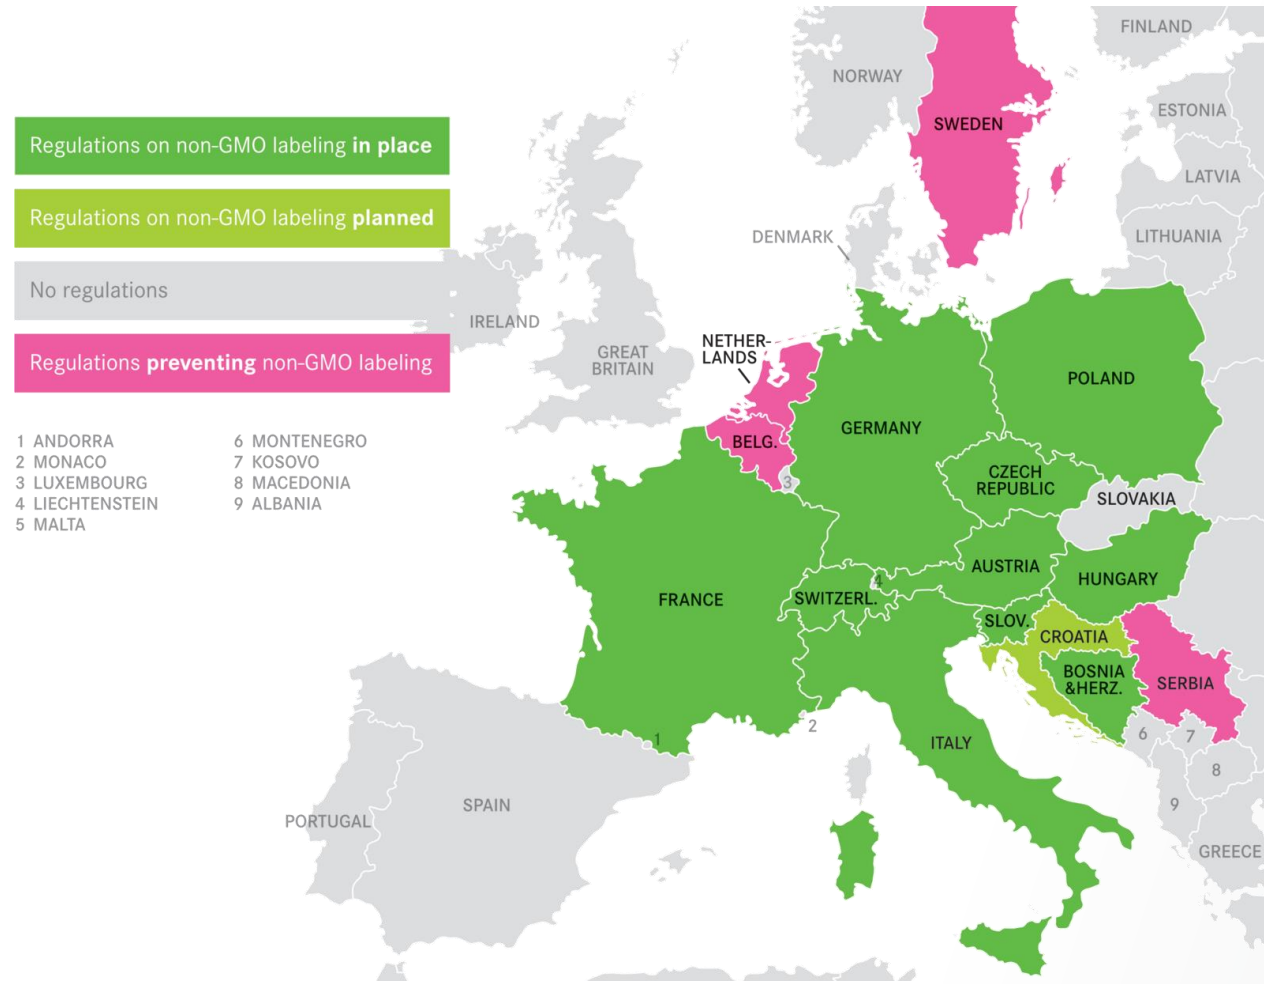 Regulations on non-GMO labeling in place
Regulations on non-GMO labeling planned
No regulations
Regulations preventing non-GMO labeling
1 ANDORRA
2 MONACO
3 LUXEMBOURG
4 LIECHTENSTEIN
5 MALTA
6 MONTENEGRO
7 KOSOVO
8 MACEDONIA
9 ALBANIA
FINLAND
NORWAY
SWEDEN
ESTONIA
LATVIA
LITHUANIA
DENMARK
IRELAND
GREAT
BRITAIN
NETHER-
LANDS
BELG.
3
GERMANY
POLAND
CZECH
REPUBLIC
SLOVAKIA
AUSTRIA
HUNGARY
FRANCE
SWITZERL.
4
SLOV.
CROATIA
BOSNIA
&HERZ.
SERBIA
1
2
ITALY
6
7
8
9
SPAIN
PORTUGAL
GREECE